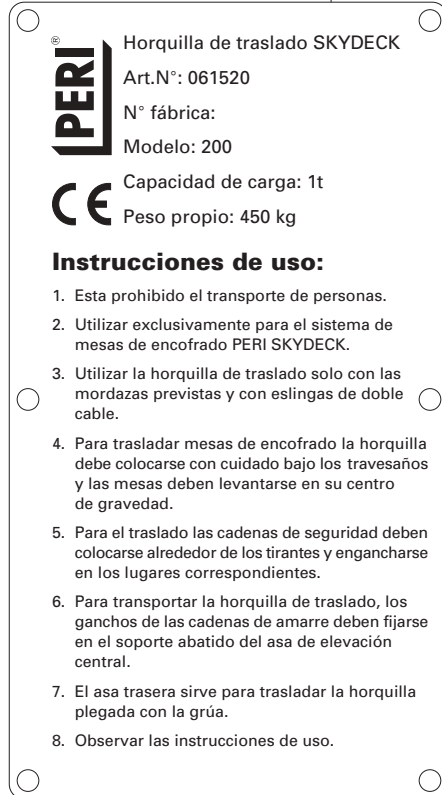 PERI®
Horquilla de traslado SKYDECK
Art.N°: 061520
N° fábrica:
Modelo: 200
Capacidad de carga: 1t
CE
Peso propio: 450 kg
Instrucciones de uso:
1. Esta prohibido el transporte de personas.
2. Utilizar exclusivamente para el sistema de
mesas de encofrado PERI SKYDECK.
3. Utilizar la horquilla de traslado solo con las
mordazas previstas y con eslingas de doble
cable.
4. Para trasladar mesas de encofrado la horquilla
debe colocarse con cuidado bajo los travesaños
y las mesas deben levantarse en su centro
de gravedad.
5. Para el traslado las cadenas de seguridad deben
colocarse alrededor de los tirantes y engancharse
en los lugares correspondientes.
6. Para transportar la horquilla de traslado, los
ganchos de las cadenas de amarre deben fijarse
en el soporte abatido del asa de elevación
central.
7. El asa trasera sirve para trasladar la horquilla
plegada con la grúa.
8. Observar las instrucciones de uso.